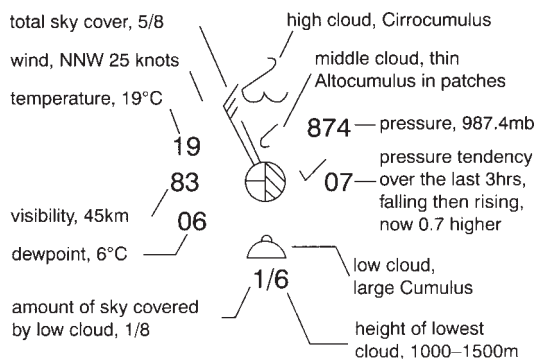 total sky cover, 5/8
high cloud, Cirrocumulus
wind, NNW 25 knots
middle cloud, thin
Altocumulus in patches
temperature, 19°C
874
pressure, 987.4mb
19
83
07
pressure tendency
over the last 3hrs,
falling then rising,
now 0.7 higher
visibility, 45km
06
dewpoint, 6°C
low cloud,
large Cumulus
1/6
amount of sky covered
by low cloud, 1/8
height of lowest
cloud, 1000–1500m